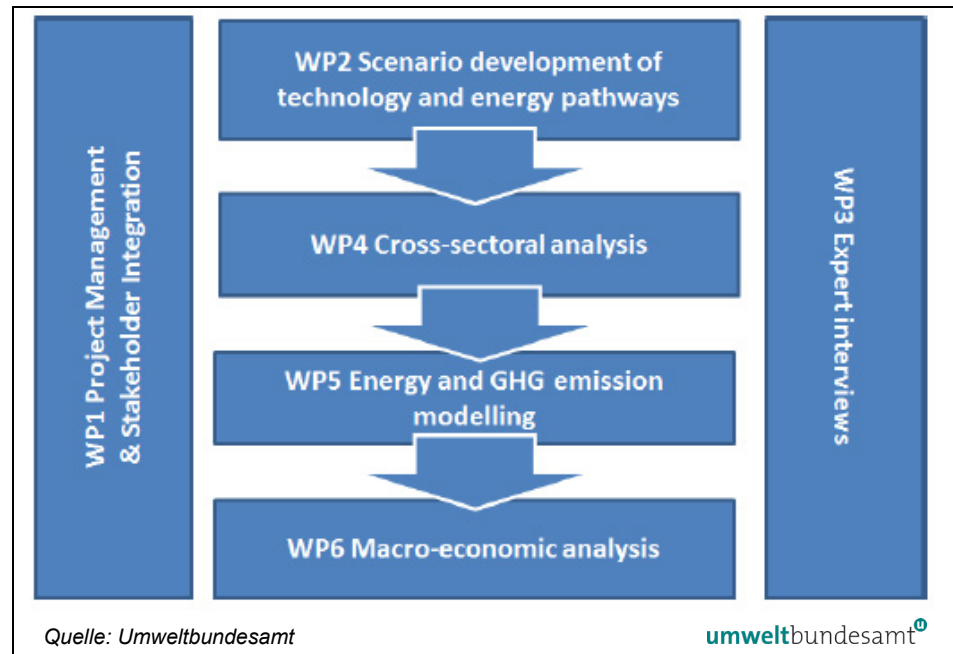 WP1 Project Management
& Stakeholder Integration
WP2 Scenario development of
technology and energy pathways
WP4 Cross-sectoral analysis
WP5 Energy and GHG emission
modelling
WP6 Macro-economic analysis
WP3 Expert interviews
Quelle: Umweltbundesamt
umweltbundesamt
u